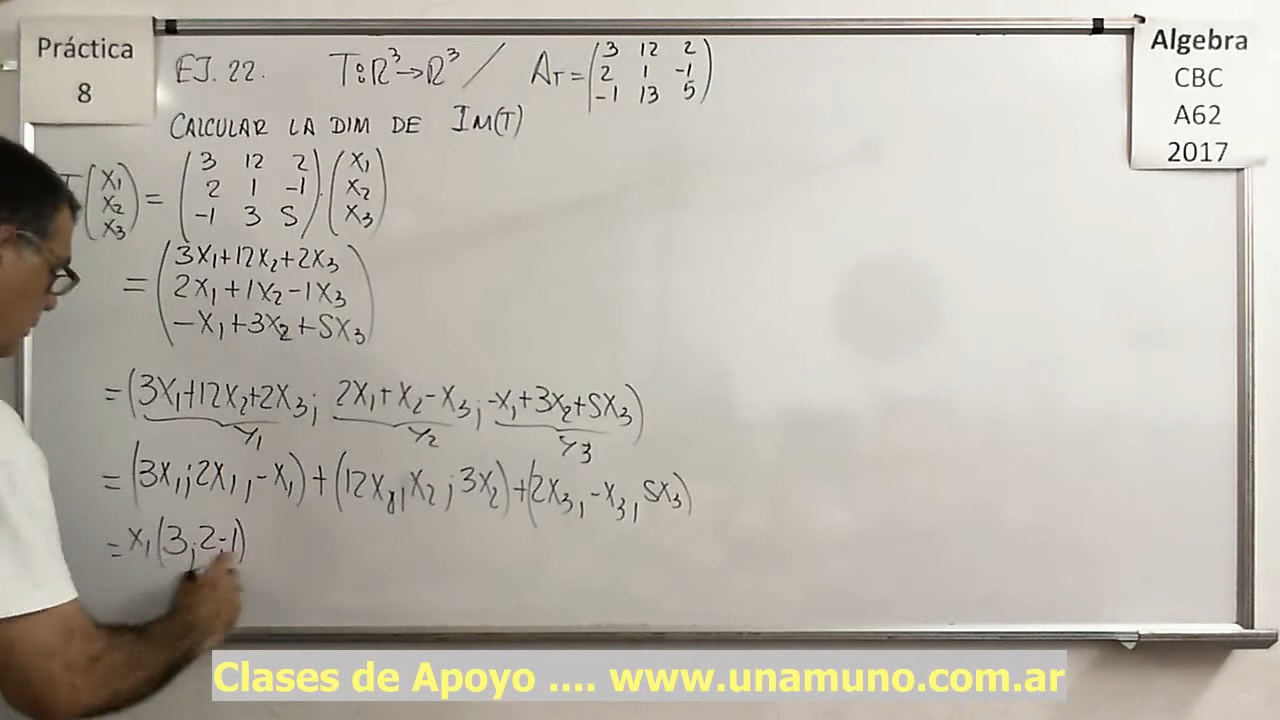 Práctica
8
EJ. 22. T:ℝ³→ℝ³ / A_T = (3 12 2
2 1 -1
-1 13 5)
Algebra
CBC
A62
2017
CALCULAR LA DIM DE Im(T)
T(x₁ x₂ x₃) = (3 12 2
2 1 -1
-1 3 5) · (x₁ x₂ x₃)
= (3x₁+12x₂+2x₃
2x₁+1x₂-1x₃
-x₁+3x₂+5x₃)
= (3x₁+12x₂+2x₃; 2x₁+x₂-x₃; -x₁+3x₂+5x₃)
y₁ y₂ y₃
= (3x₁; 2x₁, -x₁) + (12x₂, x₂; 3x₂) + (2x₃, -x₃, 5x₃)
= x₁(3; 2; -1)
Clases de Apoyo .... www.unamuno.com.ar